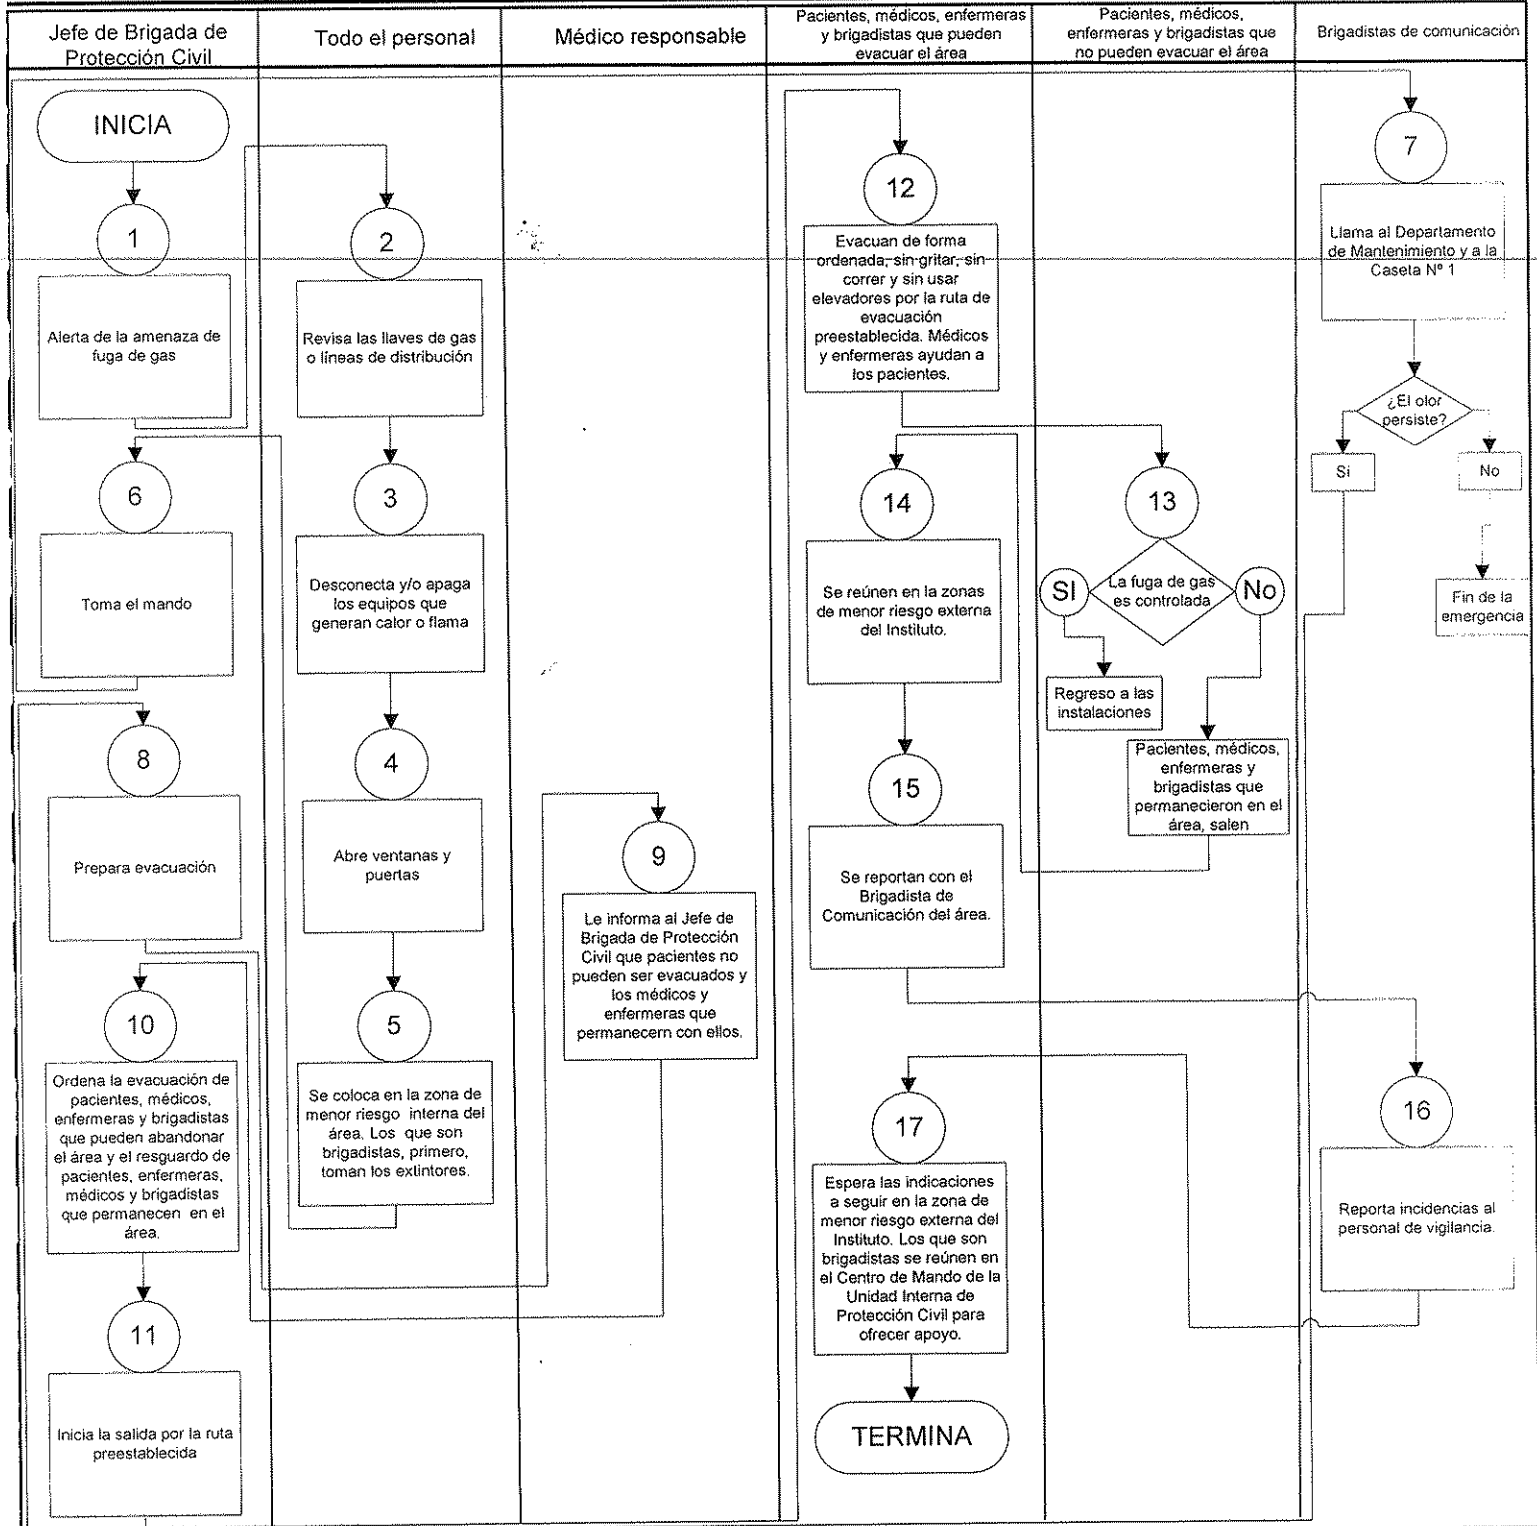 Jefe de Brigada de
Protección Civil
Todo el personal
Médico responsable
Pacientes, médicos, enfermeras
y brigadistas que pueden
evacuar el área
Pacientes, médicos,
enfermeras y brigadistas que
no pueden evacuar el área
Brigadistas de comunicación
INICIA
1
Alerta de la amenaza de
fuga de gas
2
Revisa las llaves de gas
o líneas de distribución
3
Desconecta y/o apaga
los equipos que
generan calor o flama
4
Abre ventanas y
puertas
5
Se coloca en la zona de
menor riesgo interna del
área. Los que son
brigadistas, primero,
toman los extintores.
6
Toma el mando
7
Llama al Departamento
de Mantenimiento y a la
Caseta Nº 1
¿El olor
persiste?
Si
No
Fin de la
emergencia
8
Prepara evacuación
9
Le informa al Jefe de
Brigada de Protección
Civil que pacientes no
pueden ser evacuados y
los médicos y
enfermeras que
permanecern con ellos.
10
Ordena la evacuación de
pacientes, médicos,
enfermeras y brigadistas
que pueden abandonar
el área y el resguardo de
pacientes, enfermeras,
médicos y brigadistas
que permanecen en el
área.
11
Inicia la salida por la ruta
preestablecida
12
Evacuan de forma
ordenada, sin gritar, sin
correr y sin usar
elevadores por la ruta de
evacuación
preestablecida. Médicos
y enfermeras ayudan a
los pacientes.
13
La fuga de gas
es controlada
SI
No
Regreso a las
instalaciones
Pacientes, médicos,
enfermeras y
brigadistas que
permanecieron en el
área, salen
14
Se reúnen en la zonas
de menor riesgo externa
del Instituto.
15
Se reportan con el
Brigadista de
Comunicación del área.
16
Reporta incidencias al
personal de vigilancia.
17
Espera las indicaciones
a seguir en la zona de
menor riesgo externa del
Instituto. Los que son
brigadistas se reúnen en
el Centro de Mando de la
Unidad Interna de
Protección Civil para
ofrecer apoyo.
TERMINA